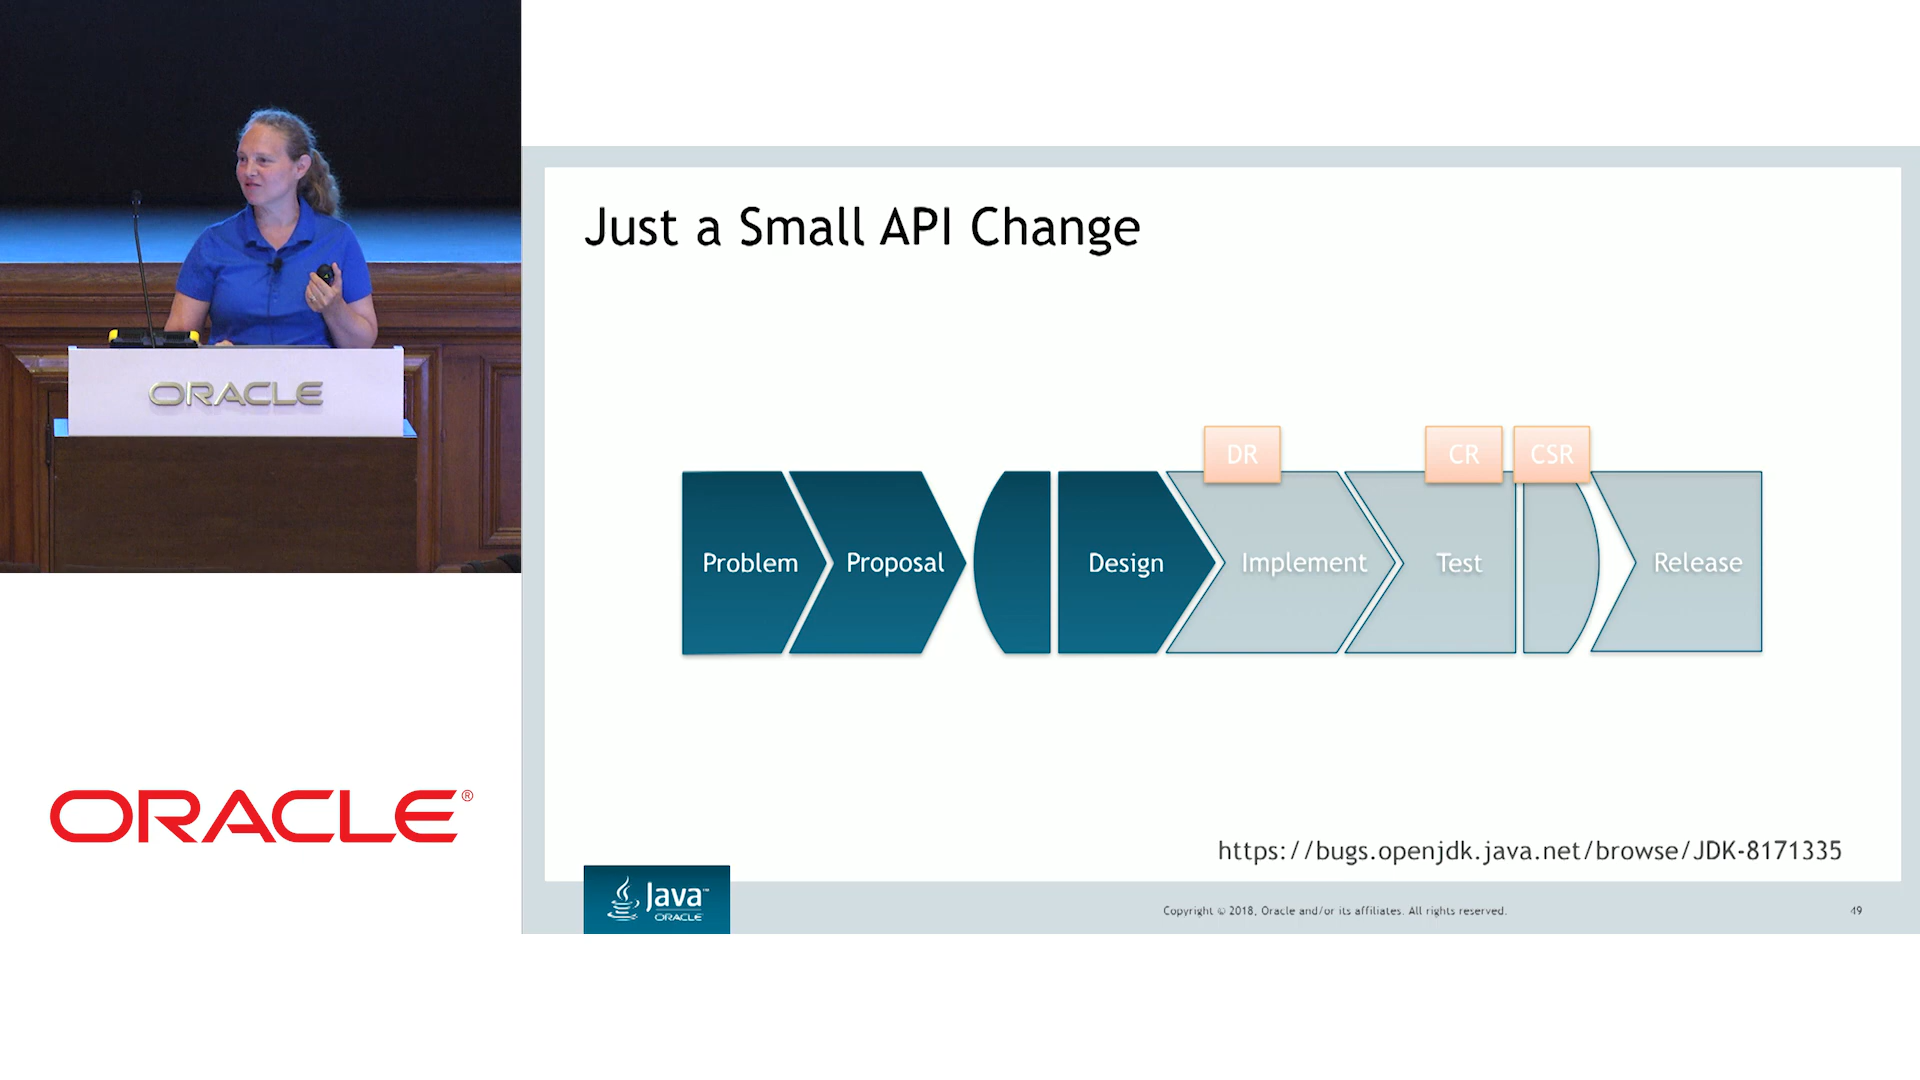 ORACLE
ORACLE®
Just a Small API Change
DR CR CSR
Problem Proposal Design Implement Test Release
https://bugs.openjdk.java.net/browse/JDK-8171335
Java™
ORACLE
Copyright © 2018, Oracle and/or its affiliates. All rights reserved.
49